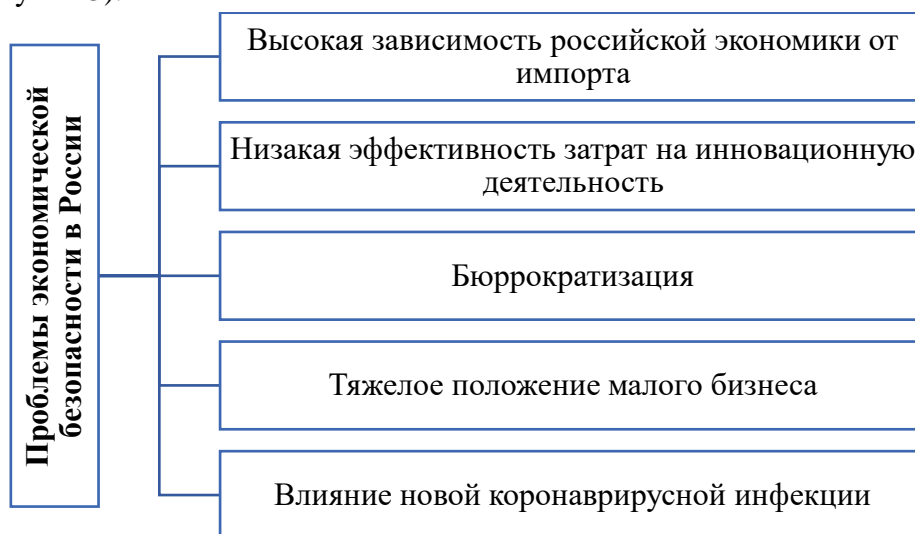 Проблемы экономической
безопасности в России
Высокая зависимость российской экономики от
импорта
Низакая эффективность затрат на инновационную
деятельность
Бюррократизация
Тяжелое положение малого бизнеса
Влияние новой коронаврирусной инфекции